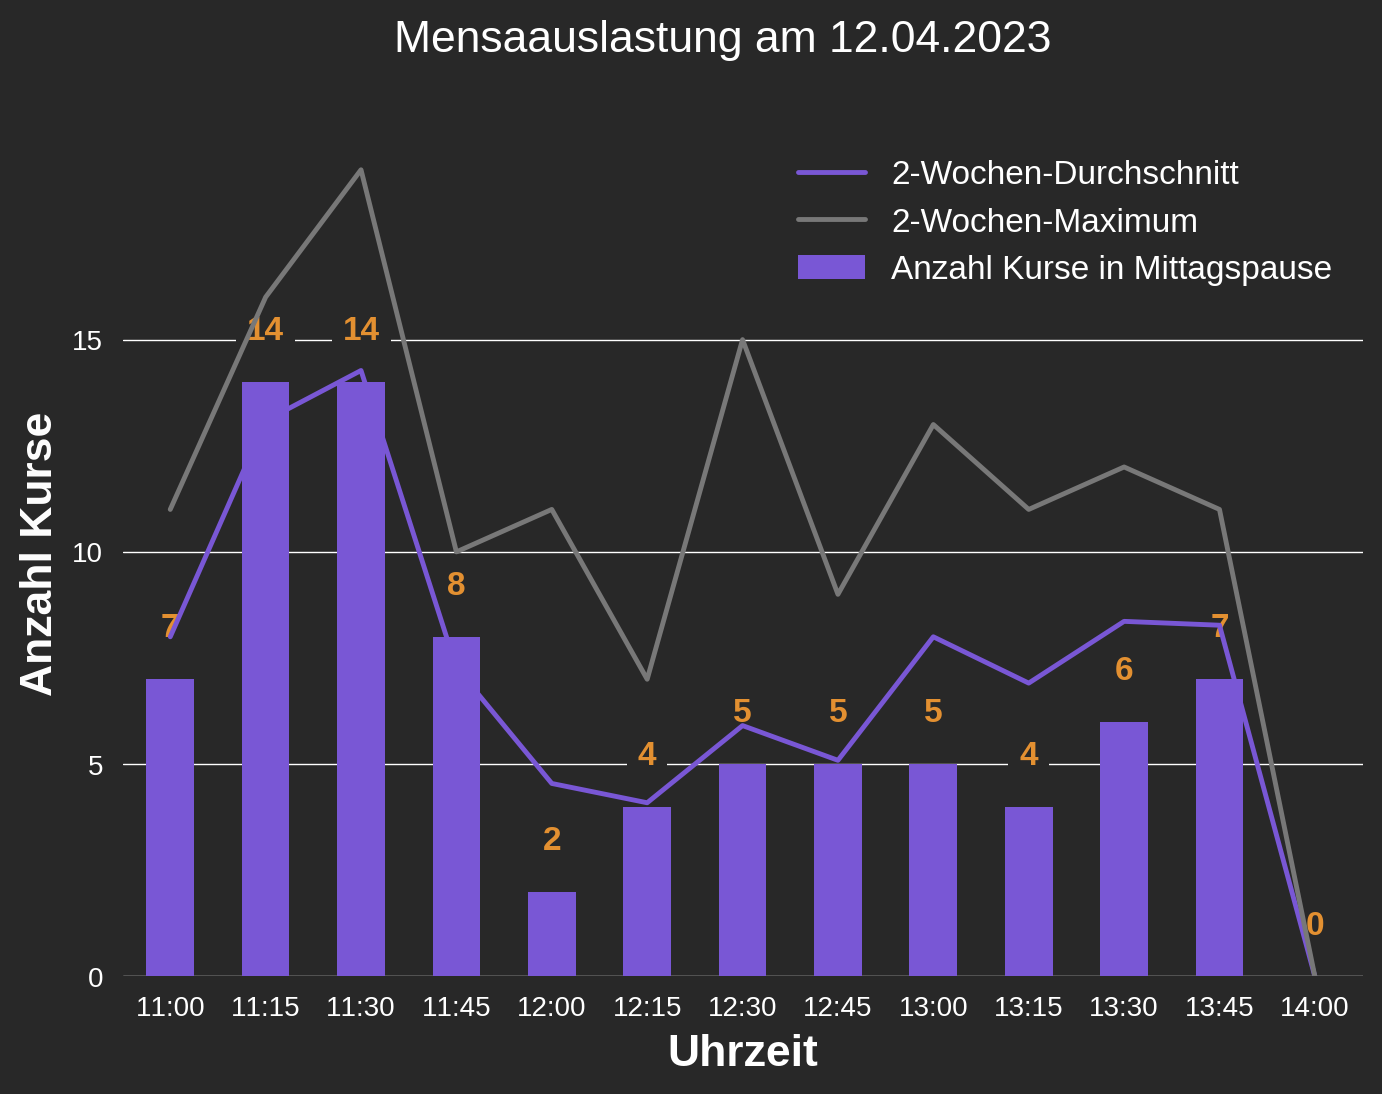 Mensaauslastung am 12.04.2023
2-Wochen-Durchschnitt
2-Wochen-Maximum
Anzahl Kurse in Mittagspause
Anzahl Kurse
15
10
5
0
7
14
14
8
2
4
5
5
5
4
6
7
0
11:00 11:15 11:30 11:45 12:00 12:15 12:30 12:45 13:00 13:15 13:30 13:45 14:00
Uhrzeit